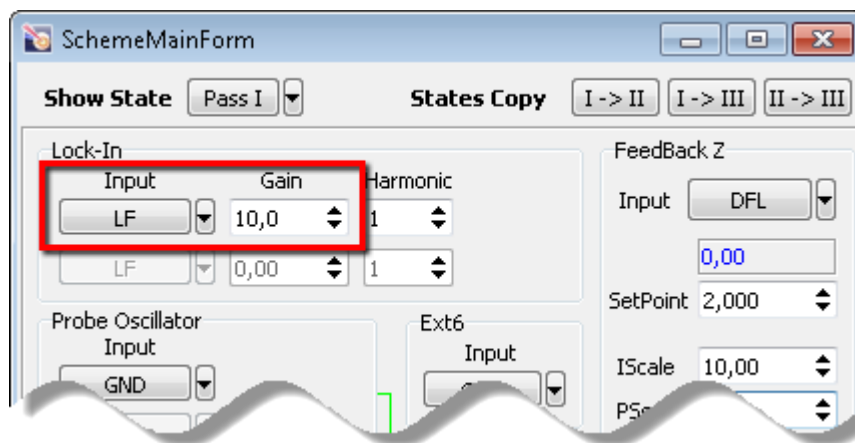 SchemeMainForm
Show State Pass I States Copy I -> II I -> III II -> III
Lock-In FeedBack Z
Input Gain Harmonic
LF 10,0 1 Input DFL
LF 0,00 1 0,00
SetPoint 2,000
Probe Oscillator Ext6
Input Input
GND IScale 10,00